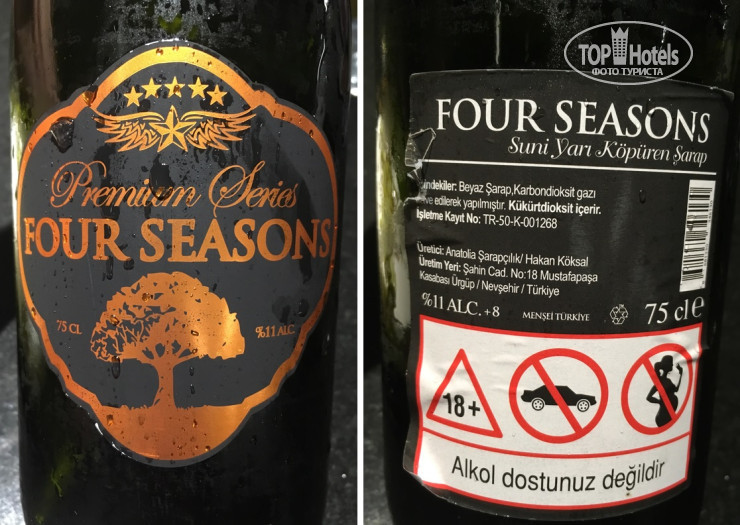 Premium Series
FOUR SEASONS
75 CL
%11 ALC.
TOP Hotels
ФОТО ТУРИСТА
FOUR SEASONS
Suni Yarı Köpüren Şarap
Beyaz Şarap,Karbondioksit gazı
edilerek yapılmıştır. Kükürtdioksit içerir.
İşletme Kayıt No: TR-50-K-001268
Üretici: Anatolia Şarapçılık/ Hakan Köksal
Üretim Yeri: Şahin Cad. No:18 Mustafapaşa
Kasabası Ürgüp / Nevşehir / Türkiye
%11 ALC. +8
MENŞEİ TÜRKİYE
75 cl e
18+
Alkol dostunuz değildir